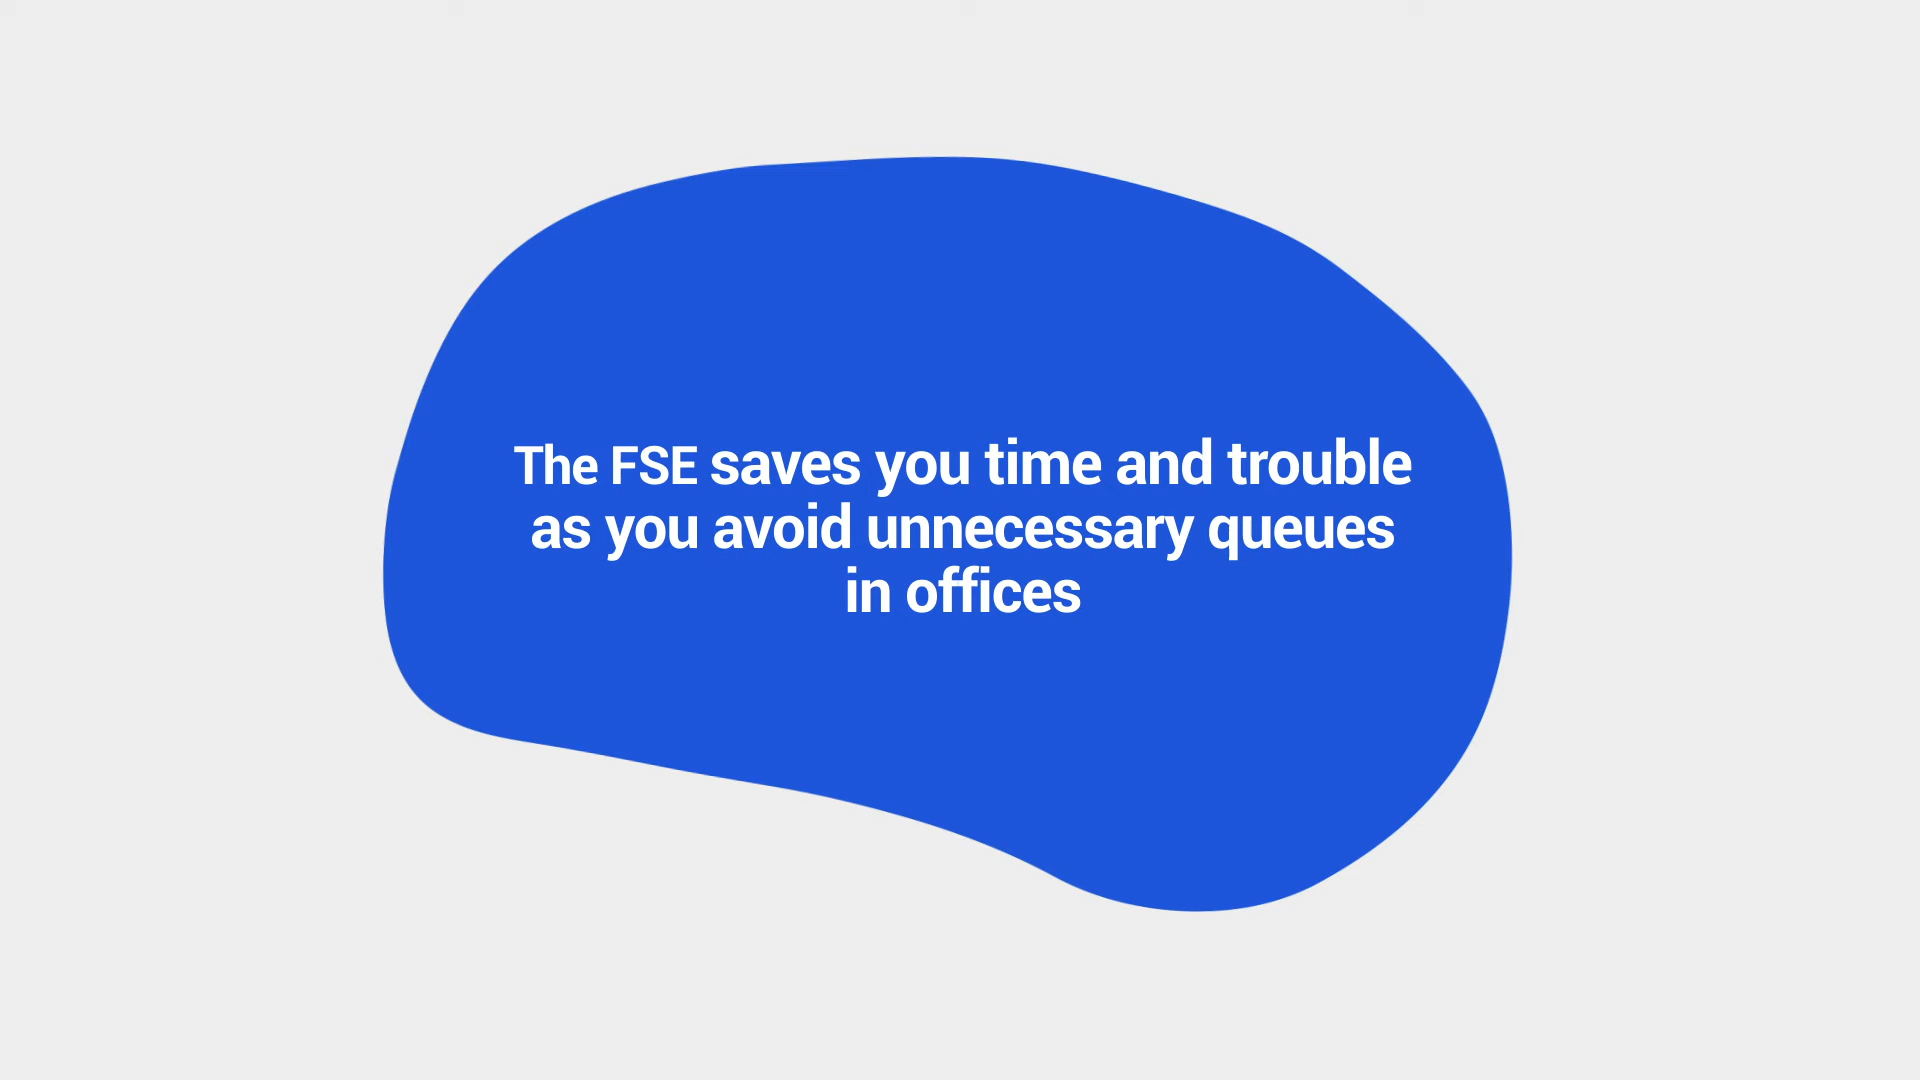 The FSE saves you time and trouble
as you avoid unnecessary queues
in offices